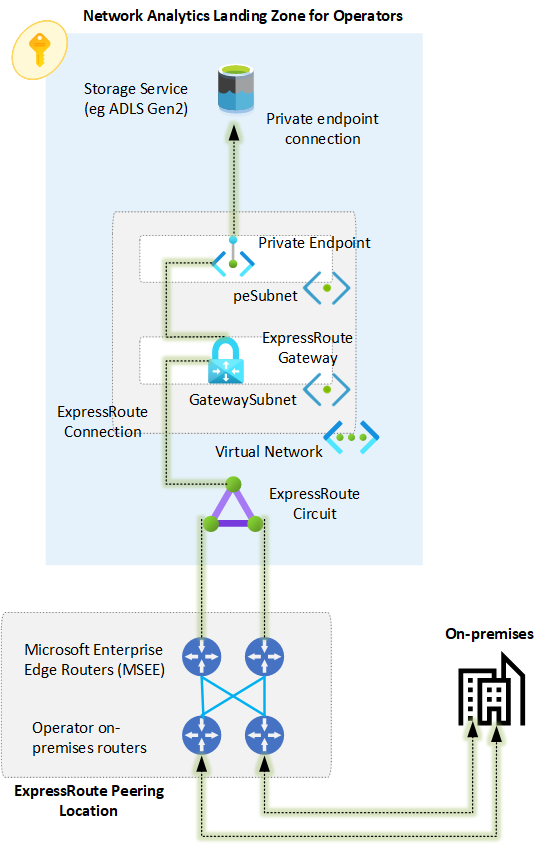 Network Analytics Landing Zone for Operators
Storage Service
(eg ADLS Gen2)
Private endpoint
connection
Private Endpoint
peSubnet
ExpressRoute
Gateway
GatewaySubnet
ExpressRoute
Connection
Virtual Network
ExpressRoute
Circuit
Microsoft Enterprise
Edge Routers (MSEE)
On-premises
Operator on-
premises routers
ExpressRoute Peering
Location